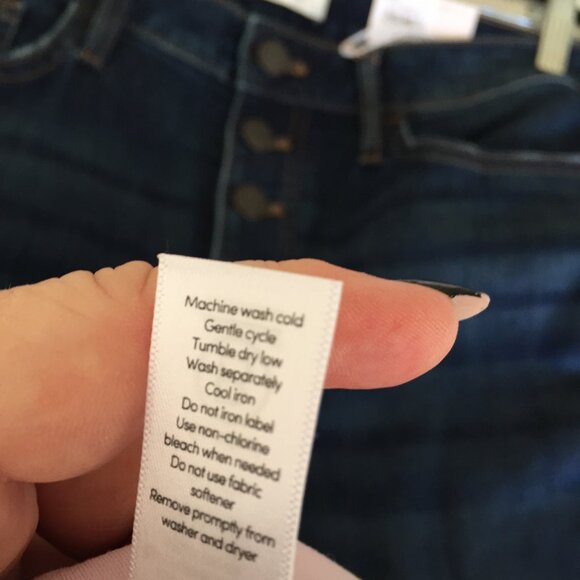 Machine wash cold
Gentle cycle
Tumble dry low
Wash separately
Cool iron
Do not iron label
Use non-chlorine
bleach when needed
Do not use fabric
softener
Remove promptly from
washer and dryer